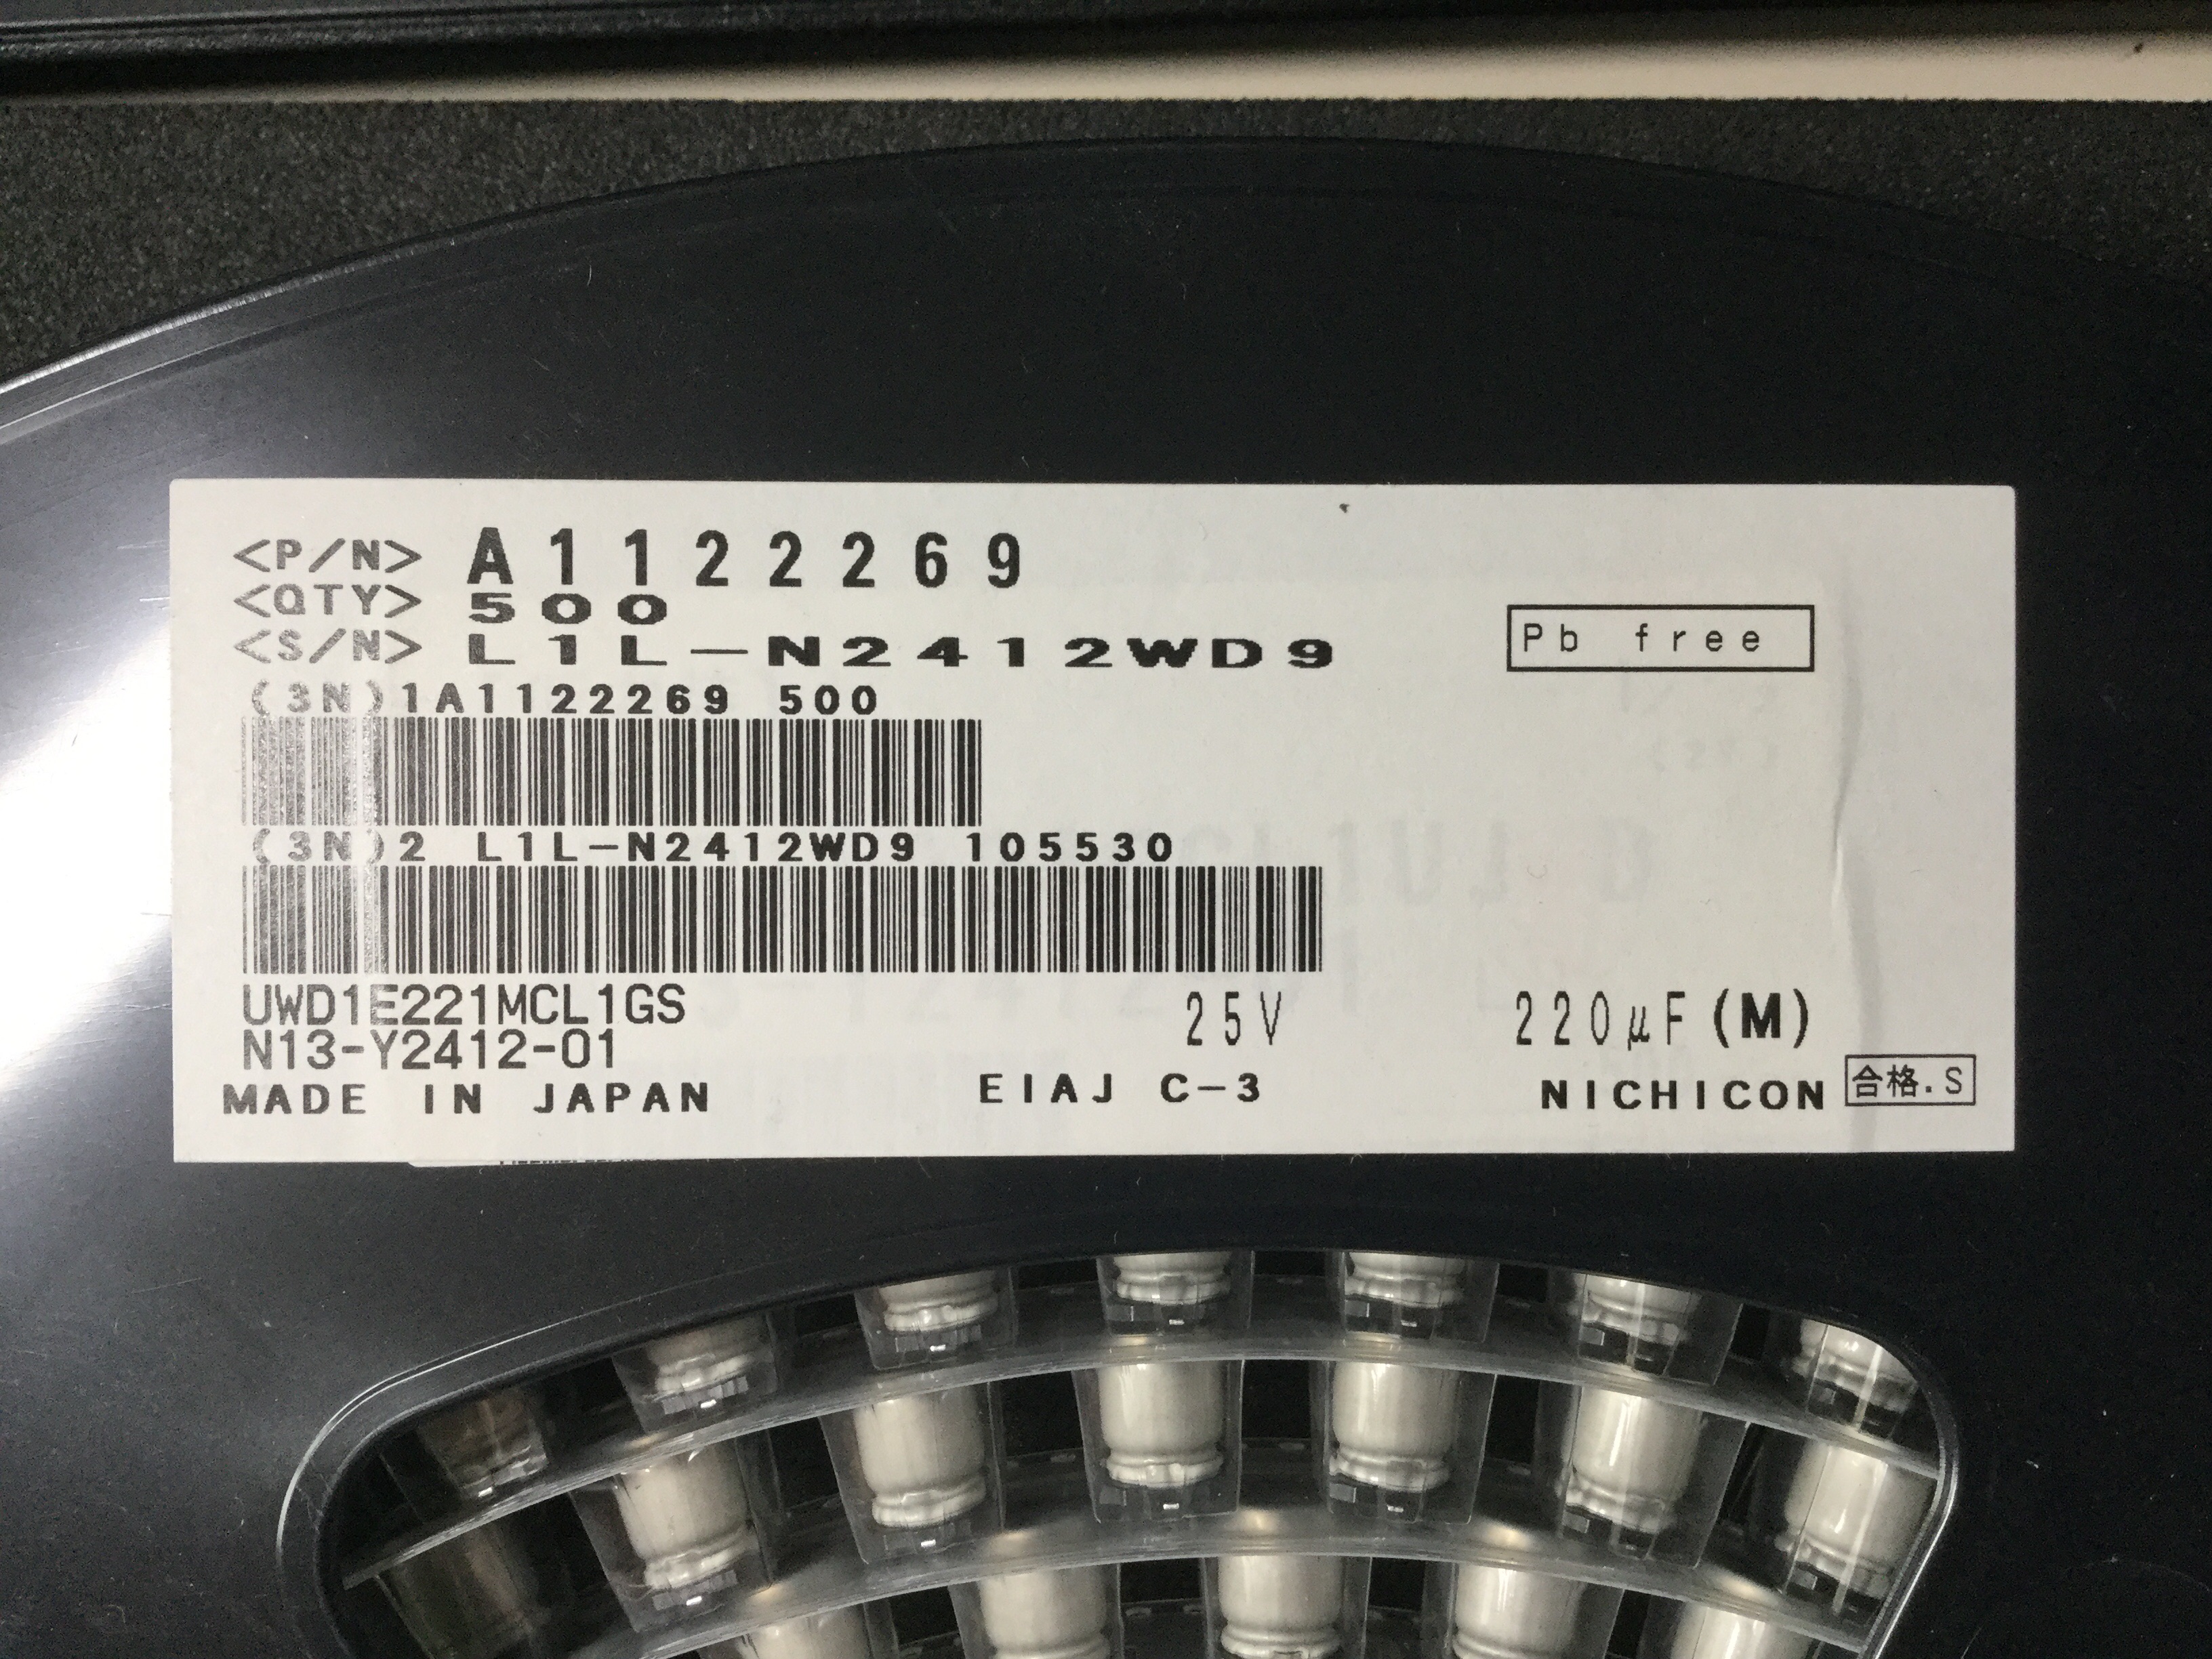 <P/N> A1122269
<QTY> 500
<S/N> L1L-N2412WD9
Pb free
(3N)1A1122269 500
(3N)2 L1L-N2412WD9 105530
UWD1E221MCL1GS 25V 220μF(M)
N13-Y2412-01
MADE IN JAPAN EIAJ C-3 NICHICON 合格.S